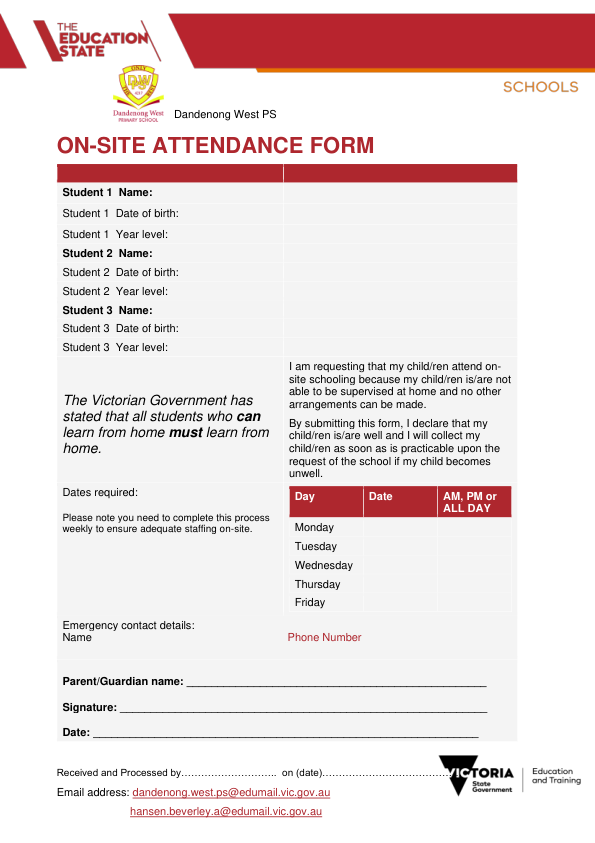 THE
EDUCATION
STATE
SCHOOLS
DWPS
Dandenong West
PRIMARY SCHOOL
Dandenong West PS
ON-SITE ATTENDANCE FORM
Student 1  Name:
Student 1  Date of birth:
Student 1  Year level:
Student 2  Name:
Student 2  Date of birth:
Student 2  Year level:
Student 3  Name:
Student 3  Date of birth:
Student 3  Year level:
The Victorian Government has
stated that all students who can
learn from home must learn from
home.
I am requesting that my child/ren attend on-
site schooling because my child/ren is/are not
able to be supervised at home and no other
arrangements can be made.
By submitting this form, I declare that my
child/ren is/are well and I will collect my
child/ren as soon as is practicable upon the
request of the school if my child becomes
unwell.
Dates required:
Please note you need to complete this process
weekly to ensure adequate staffing on-site.
Day Date AM, PM or
ALL DAY
Monday
Tuesday
Wednesday
Thursday
Friday
Emergency contact details:
Name Phone Number
Parent/Guardian name: ___________________________________________________
Signature: ______________________________________________________________
Date: _________________________________________________________________
Received and Processed by……………………….. on (date)…………………………………
Email address: dandenong.west.ps@edumail.vic.gov.au
hansen.beverley.a@edumail.vic.gov.au
VICTORIA
State
Government
Education
and Training